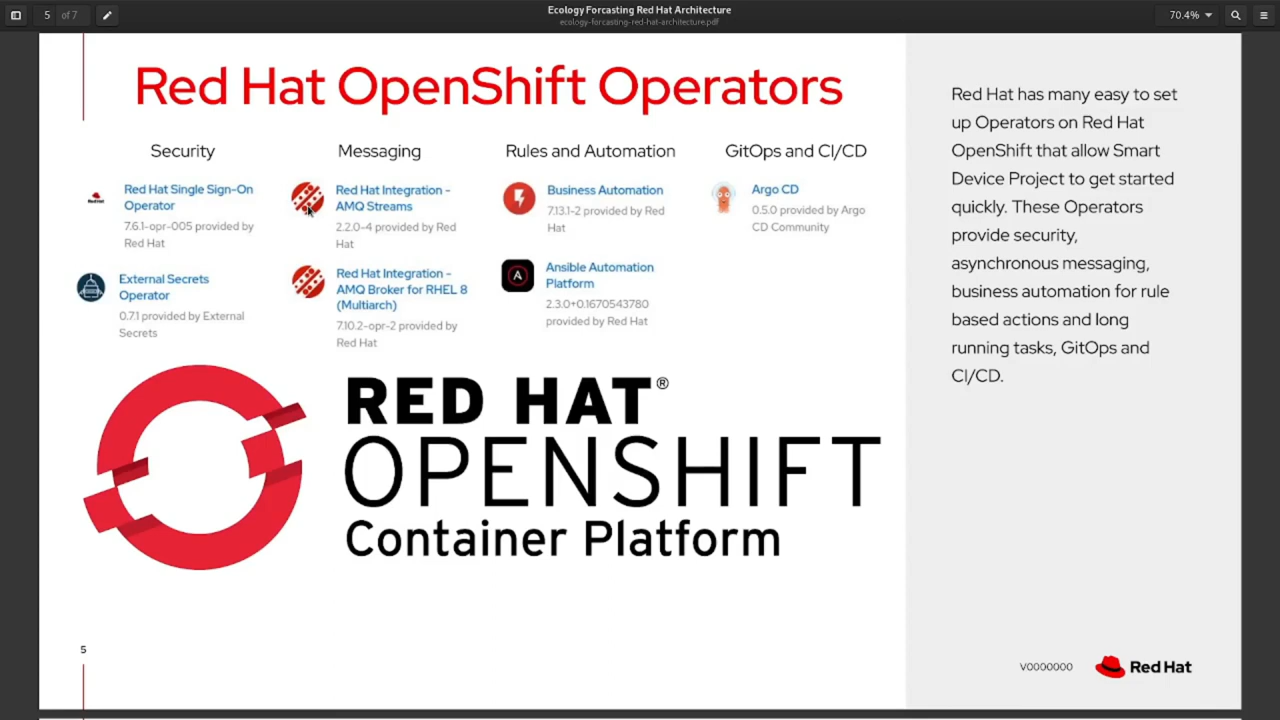 5 of 7
Ecology Forcasting Red Hat Architecture
ecology-forcasting-red-hat-architecture.pdf
70.4%
Red Hat OpenShift Operators
Security
Red Hat Single Sign-On
Operator
7.6.1-opr-005 provided by
Red Hat
External Secrets
Operator
0.7.1 provided by External
Secrets
Messaging
Red Hat Integration -
AMQ Streams
2.2.0-4 provided by Red
Hat
Red Hat Integration -
AMQ Broker for RHEL 8
(Multiarch)
7.10.2-opr-2 provided by
Red Hat
Rules and Automation
Business Automation
7.13.1-2 provided by Red
Hat
A
Ansible Automation
Platform
2.3.0+0.1670543780
provided by Red Hat
GitOps and CI/CD
Argo CD
0.5.0 provided by Argo
CD Community
RED HAT®
OPENSHIFT
Container Platform
Red Hat has many easy to set
up Operators on Red Hat
OpenShift that allow Smart
Device Project to get started
quickly. These Operators
provide security,
asynchronous messaging,
business automation for rule
based actions and long
running tasks, GitOps and
CI/CD.
5
V0000000
Red Hat